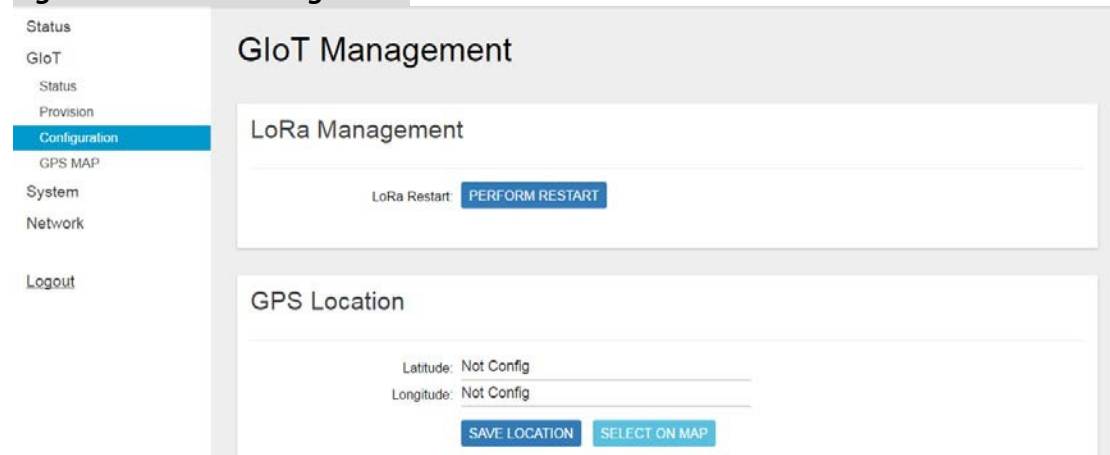 Status
GIoT
Status
Provision
Configuration
GPS MAP
System
Network
Logout
GIoT Management
LoRa Management
LoRa Restart: PERFORM RESTART
GPS Location
Latitude: Not Config
Longitude: Not Config
SAVE LOCATION SELECT ON MAP